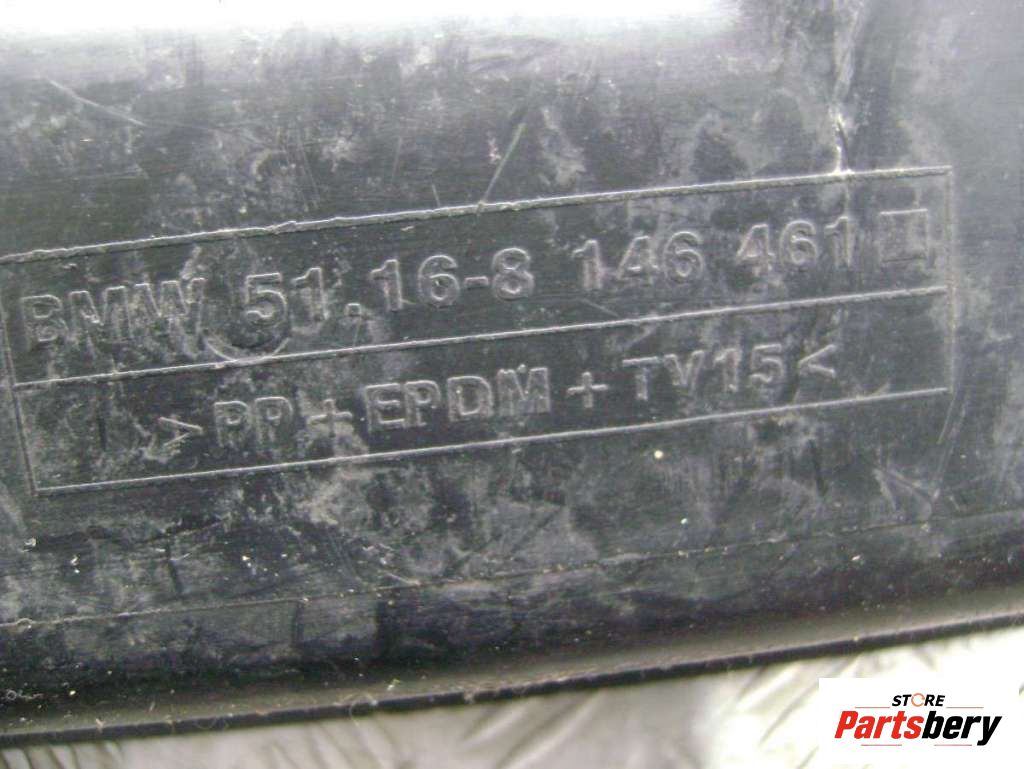 BMW 51.16-8 146 461
>PP+EPDM+TV15<
STORE
Partsbery